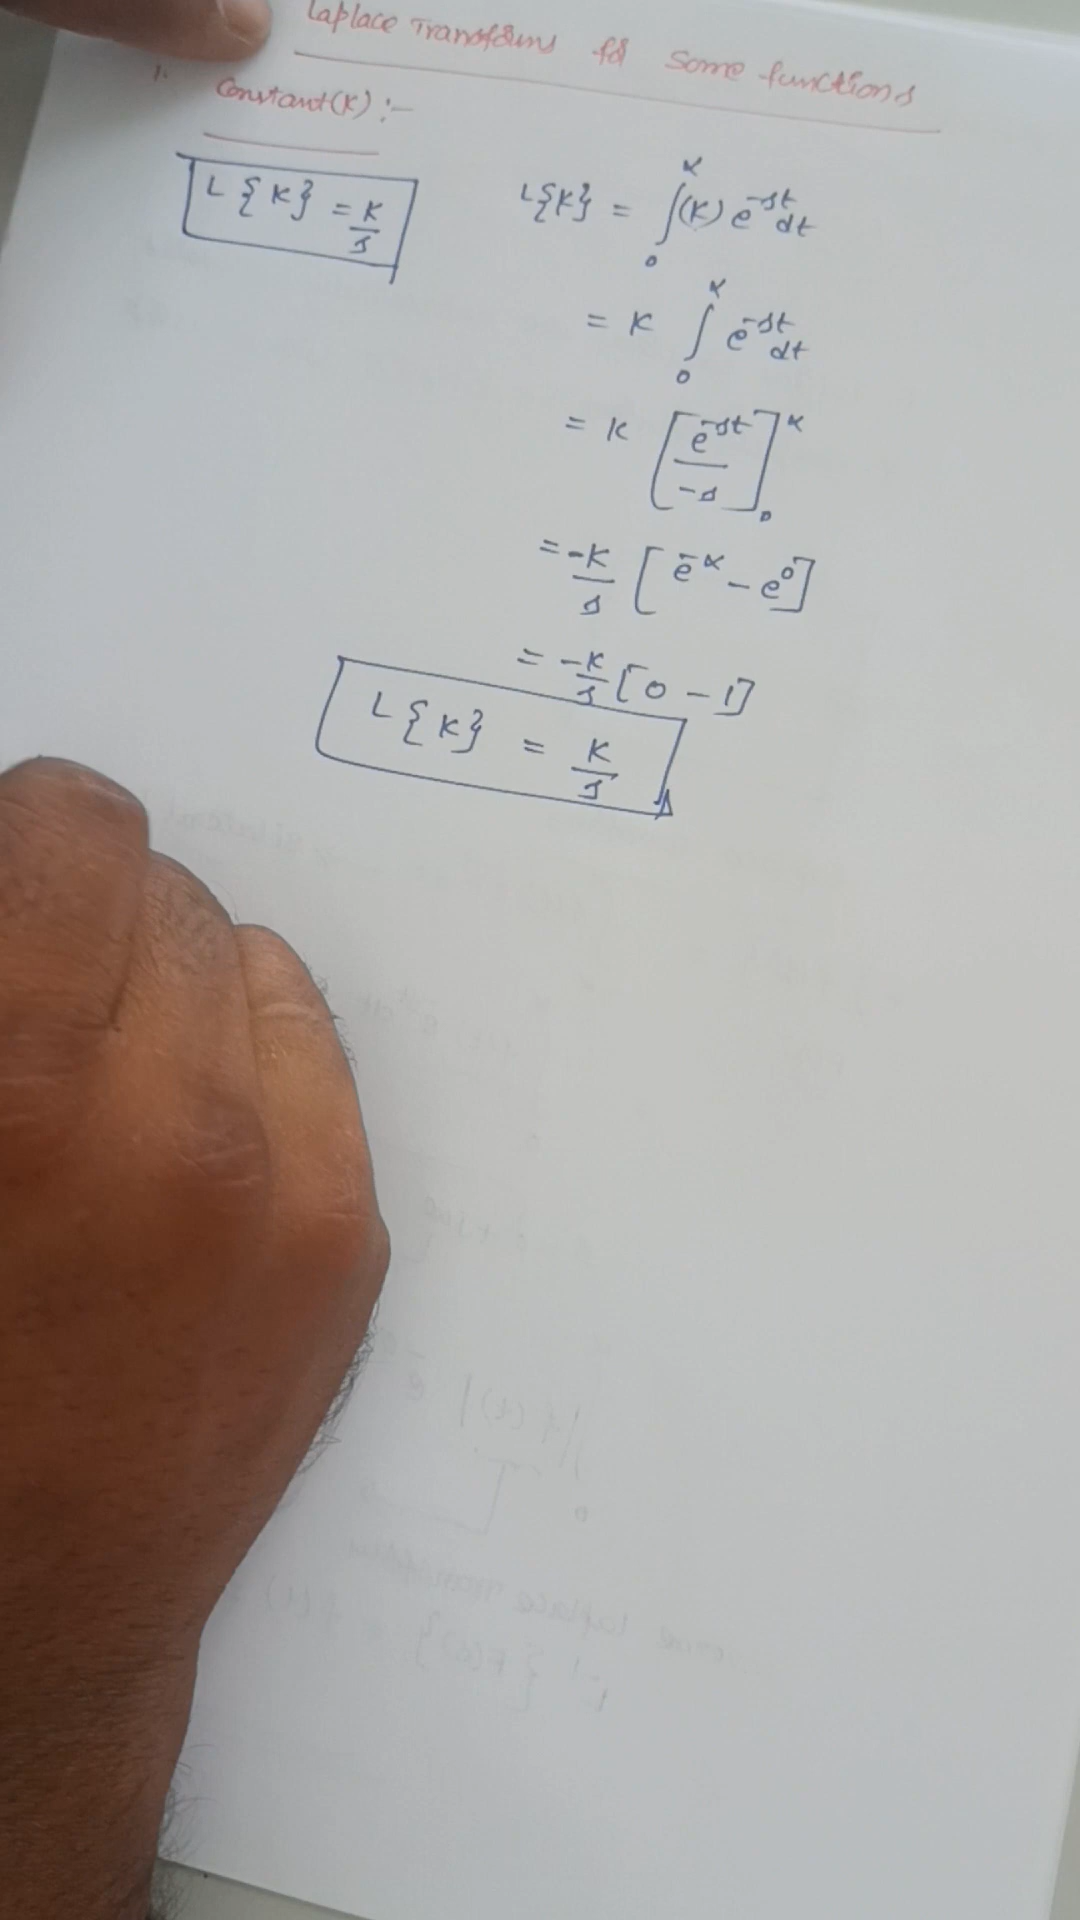 Laplace Transforms for Some functions
1. Constant(K) :-
L{K} = K/s
L{K} = ∫₀^∝ (K) e^-st dt
= K ∫₀^∝ e^-st dt
= K [e^-st/-s]₀^∝
= -K/s [e^-∝ - e^0]
= -K/s [0 - 1]
L{K} = K/s